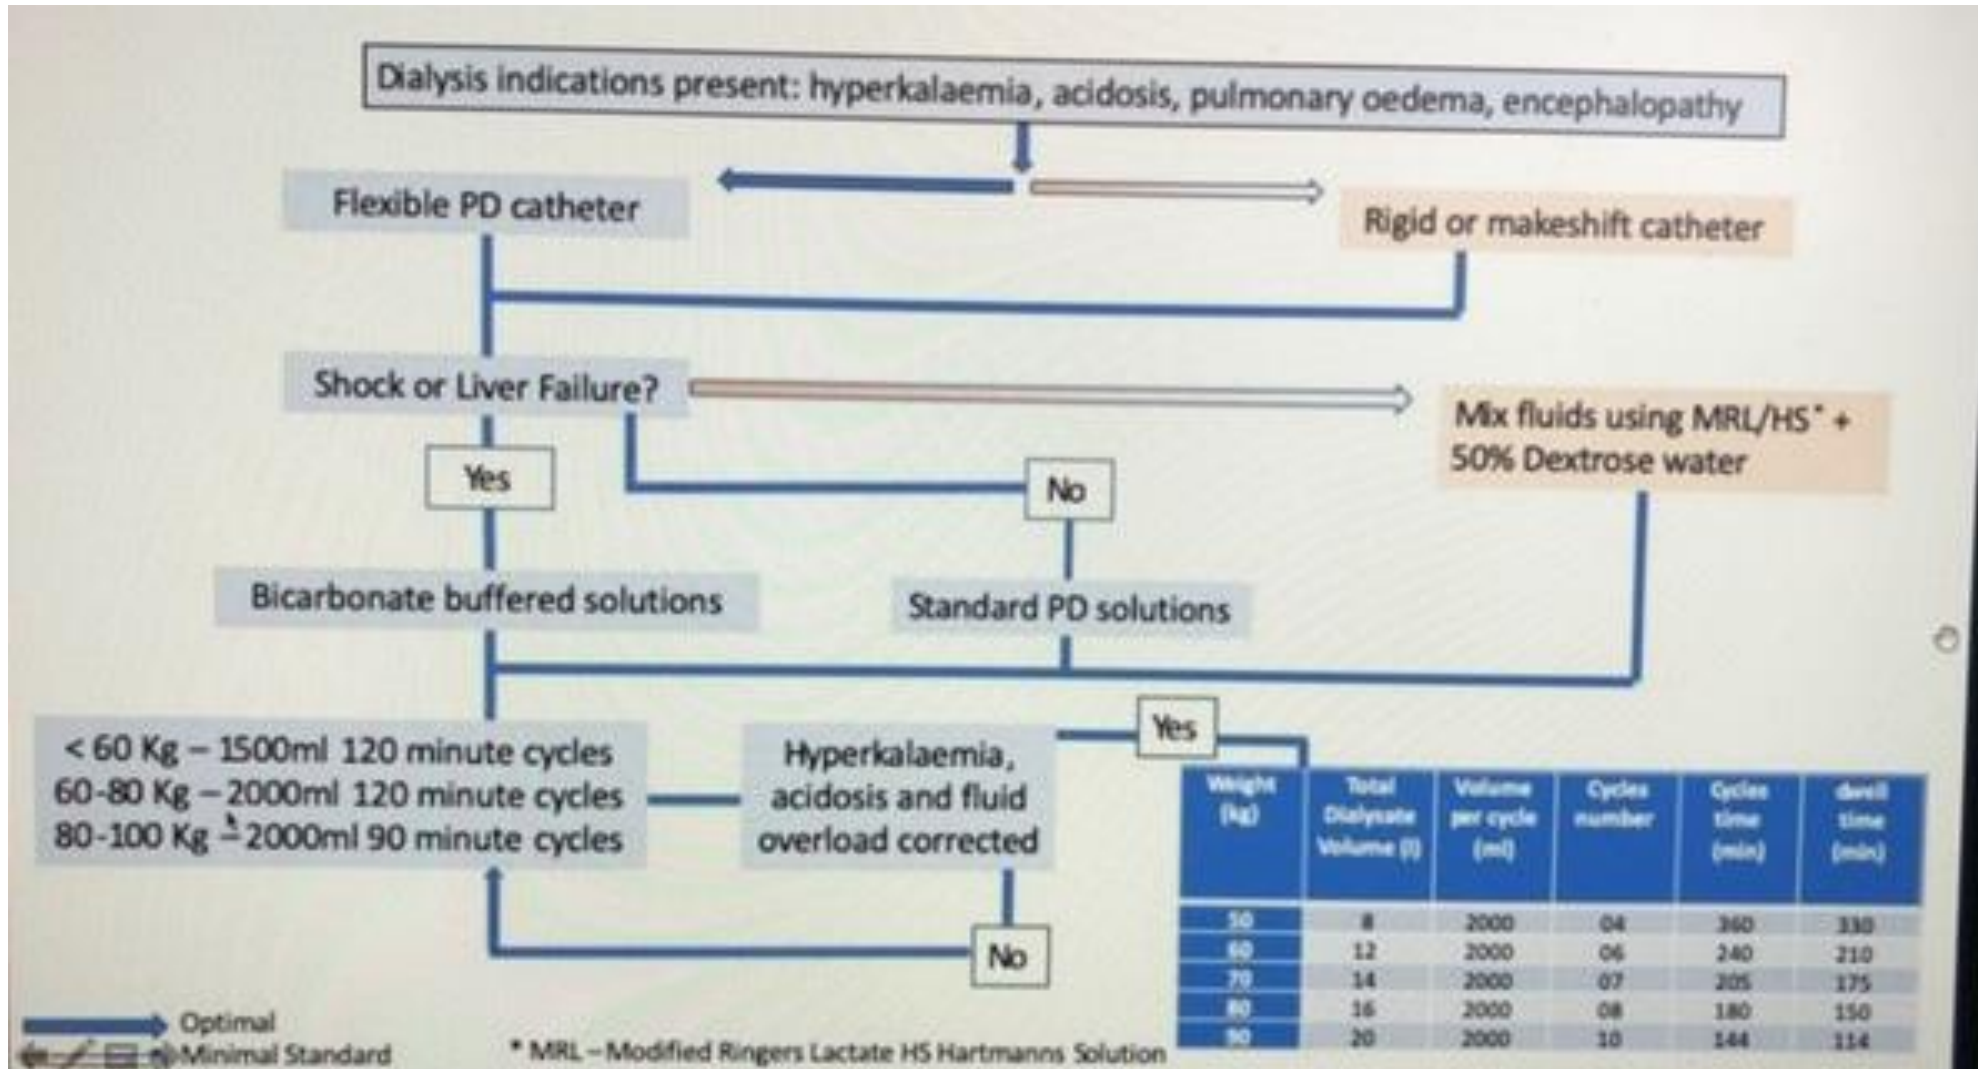 Dialysis indications present: hyperkalaemia, acidosis, pulmonary oedema, encephalopathy
Flexible PD catheter
Rigid or makeshift catheter
Shock or Liver Failure?
Mix fluids using MRL/HS* +
50% Dextrose water
Yes
No
Bicarbonate buffered solutions
Standard PD solutions
Yes
< 60 Kg – 1500ml 120 minute cycles
60-80 Kg – 2000ml 120 minute cycles
80-100 Kg – 2000ml 90 minute cycles
Hyperkalaemia,
acidosis and fluid
overload corrected
No
Weight
(kg)
Total
Dialysate
Volume (l)
Volume
per cycle
(ml)
Cycles
number
Cycles
time
(min)
dwell
time
(min)
50 8 2000 04 360 330
60 12 2000 06 240 210
70 14 2000 07 205 175
80 16 2000 08 180 150
90 20 2000 10 144 114
Optimal
Minimal Standard
* MRL – Modified Ringers Lactate HS Hartmanns Solution